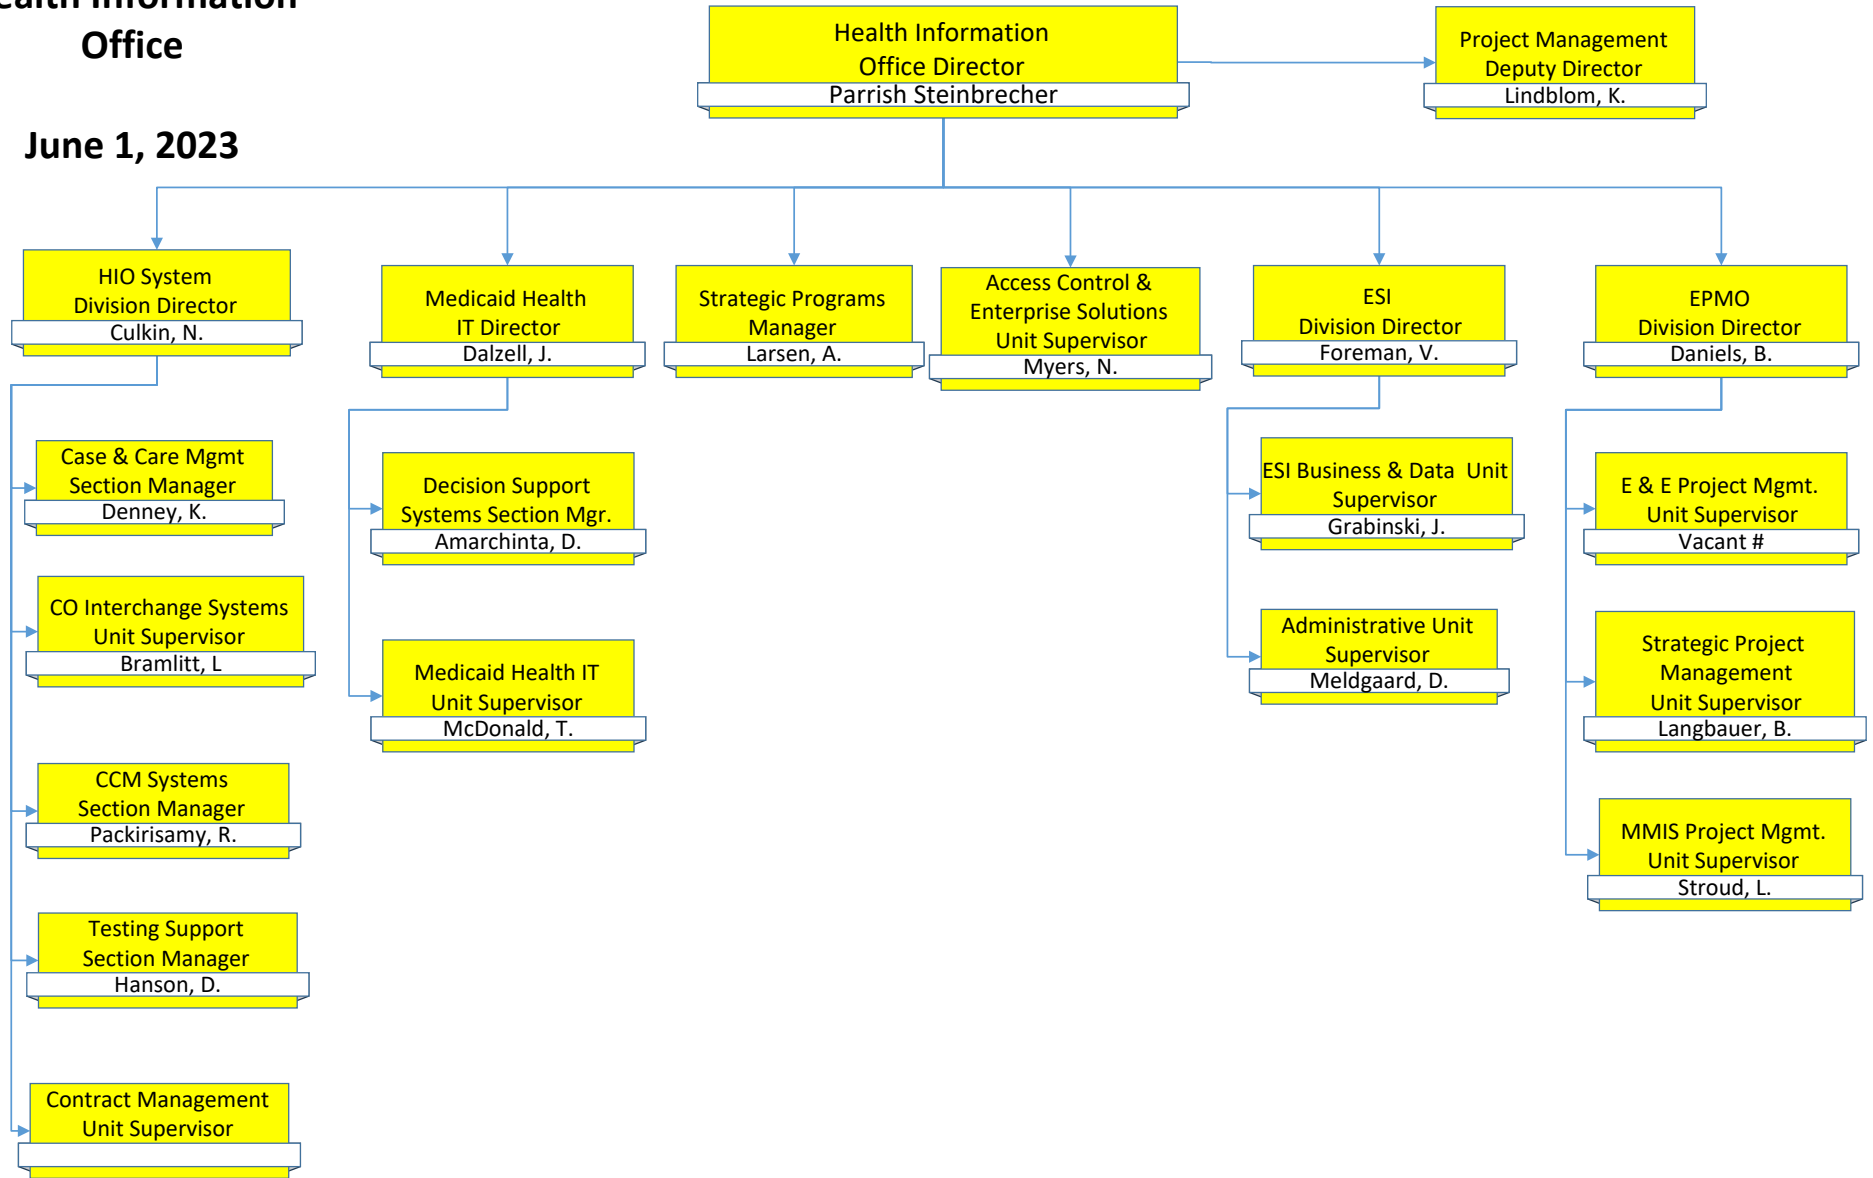 Office
June 1, 2023
Health Information
Office Director
Parrish Steinbrecher
Project Management
Deputy Director
Lindblom, K.
HIO System
Division Director
Culkin, N.
Medicaid Health
IT Director
Dalzell, J.
Strategic Programs
Manager
Larsen, A.
Access Control &
Enterprise Solutions
Unit Supervisor
Myers, N.
ESI
Division Director
Foreman, V.
EPMO
Division Director
Daniels, B.
Case & Care Mgmt
Section Manager
Denney, K.
CO Interchange Systems
Unit Supervisor
Bramlitt, L
CCM Systems
Section Manager
Packirisamy, R.
Testing Support
Section Manager
Hanson, D.
Contract Management
Unit Supervisor
Decision Support
Systems Section Mgr.
Amarchinta, D.
Medicaid Health IT
Unit Supervisor
McDonald, T.
ESI Business & Data Unit
Supervisor
Grabinski, J.
Administrative Unit
Supervisor
Meldgaard, D.
E & E Project Mgmt.
Unit Supervisor
Vacant #
Strategic Project
Management
Unit Supervisor
Langbauer, B.
MMIS Project Mgmt.
Unit Supervisor
Stroud, L.